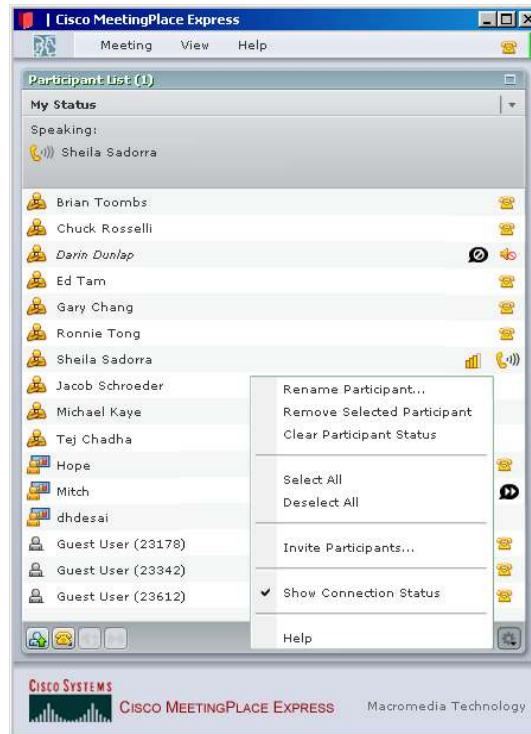 | Cisco MeetingPlace Express
Meeting View Help
Participant List (1)
My Status
Speaking:
Sheila Sadorra
Brian Toombs
Chuck Rosselli
Darin Dunlap
Ed Tam
Gary Chang
Ronnie Tong
Sheila Sadorra
Jacob Schroeder
Michael Kaye
Tej Chadha
Hope
Mitch
dhdesai
Guest User (23178)
Guest User (23342)
Guest User (23612)
Rename Participant...
Remove Selected Participant
Clear Participant Status
Select All
Deselect All
Invite Participants...
Show Connection Status
Help
CISCO SYSTEMS
CISCO MEETINGPLACE EXPRESS
Macromedia Technology